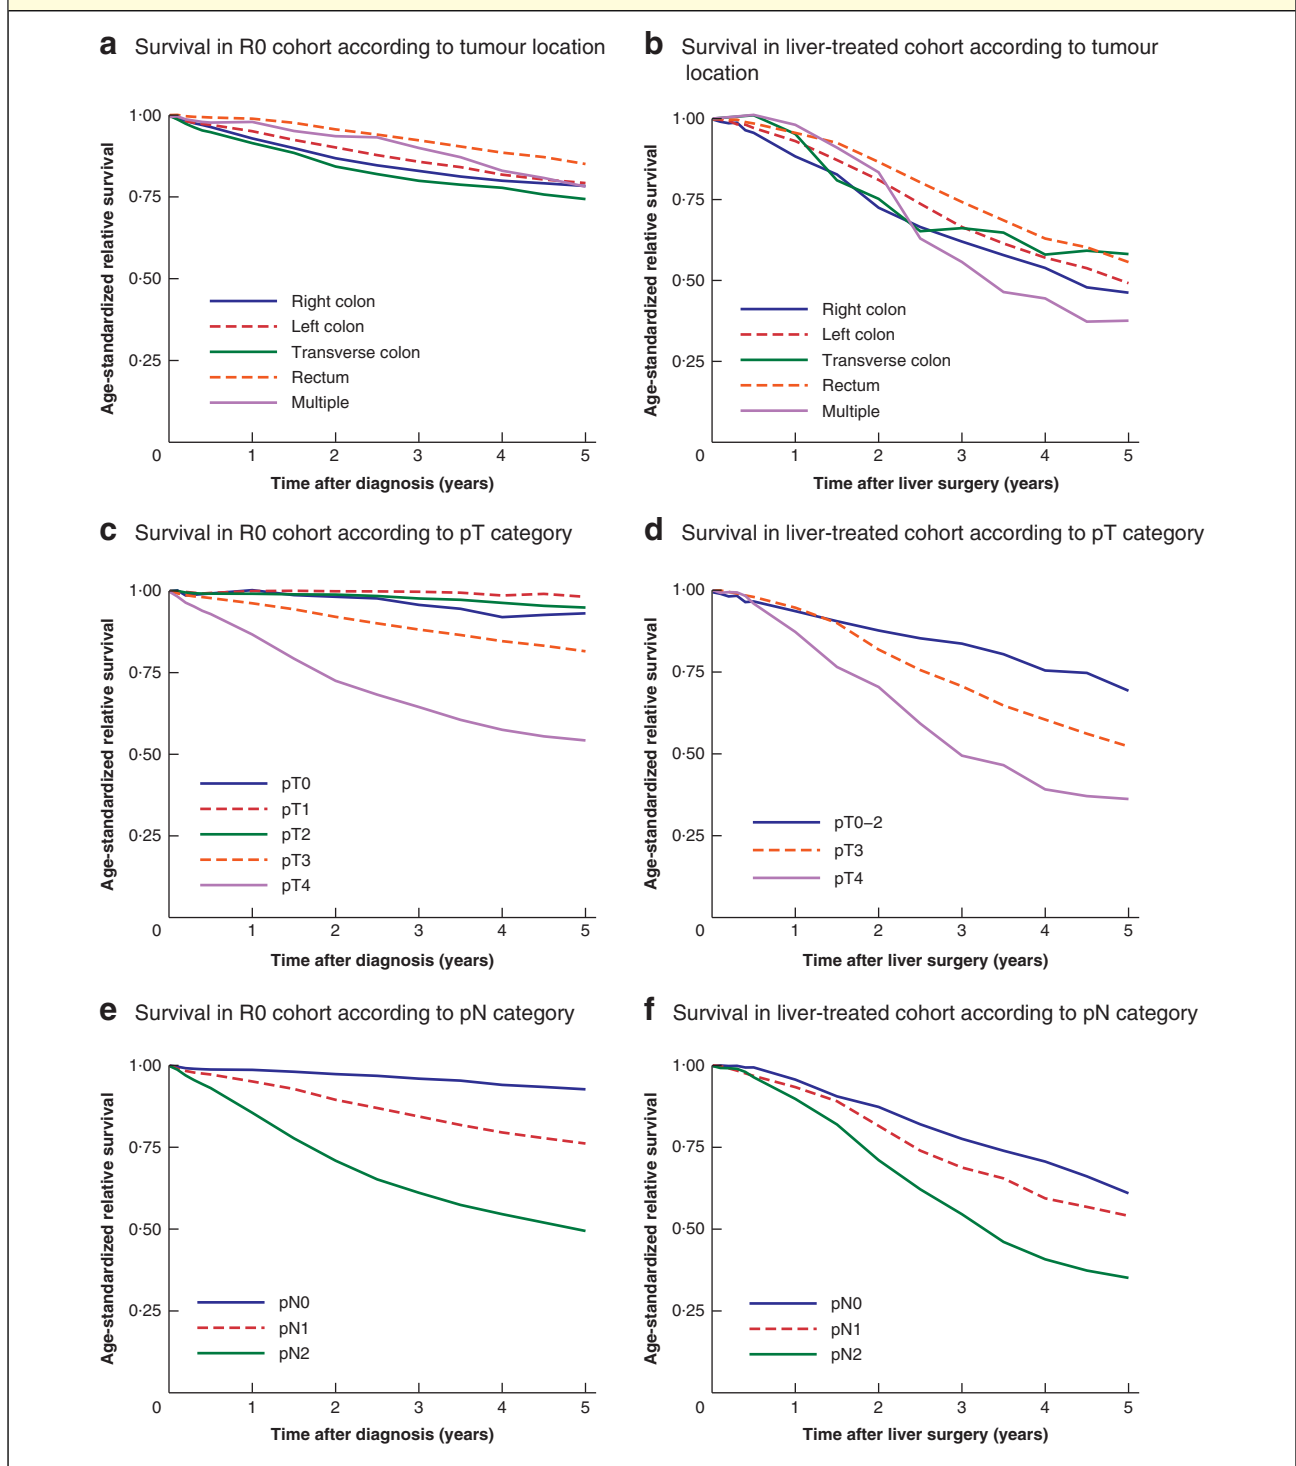 a Survival in R0 cohort according to tumour location
1·00
0·75
0·50
0·25
0
1
2
3
4
5
Age-standardized relative survival
Right colon
Left colon
Transverse colon
Rectum
Multiple
Time after diagnosis (years)
b Survival in liver-treated cohort according to tumour
location
1·00
0·75
0·50
0·25
0
1
2
3
4
5
Age-standardized relative survival
Right colon
Left colon
Transverse colon
Rectum
Multiple
Time after liver surgery (years)
c Survival in R0 cohort according to pT category
1·00
0·75
0·50
0·25
0
1
2
3
4
5
Age-standardized relative survival
pT0
pT1
pT2
pT3
pT4
Time after diagnosis (years)
d Survival in liver-treated cohort according to pT category
1·00
0·75
0·50
0·25
0
1
2
3
4
5
Age-standardized relative survival
pT0–2
pT3
pT4
Time after liver surgery (years)
e Survival in R0 cohort according to pN category
1·00
0·75
0·50
0·25
0
1
2
3
4
5
Age-standardized relative survival
pN0
pN1
pN2
Time after diagnosis (years)
f Survival in liver-treated cohort according to pN category
1·00
0·75
0·50
0·25
0
1
2
3
4
5
Age-standardized relative survival
pN0
pN1
pN2
Time after liver surgery (years)